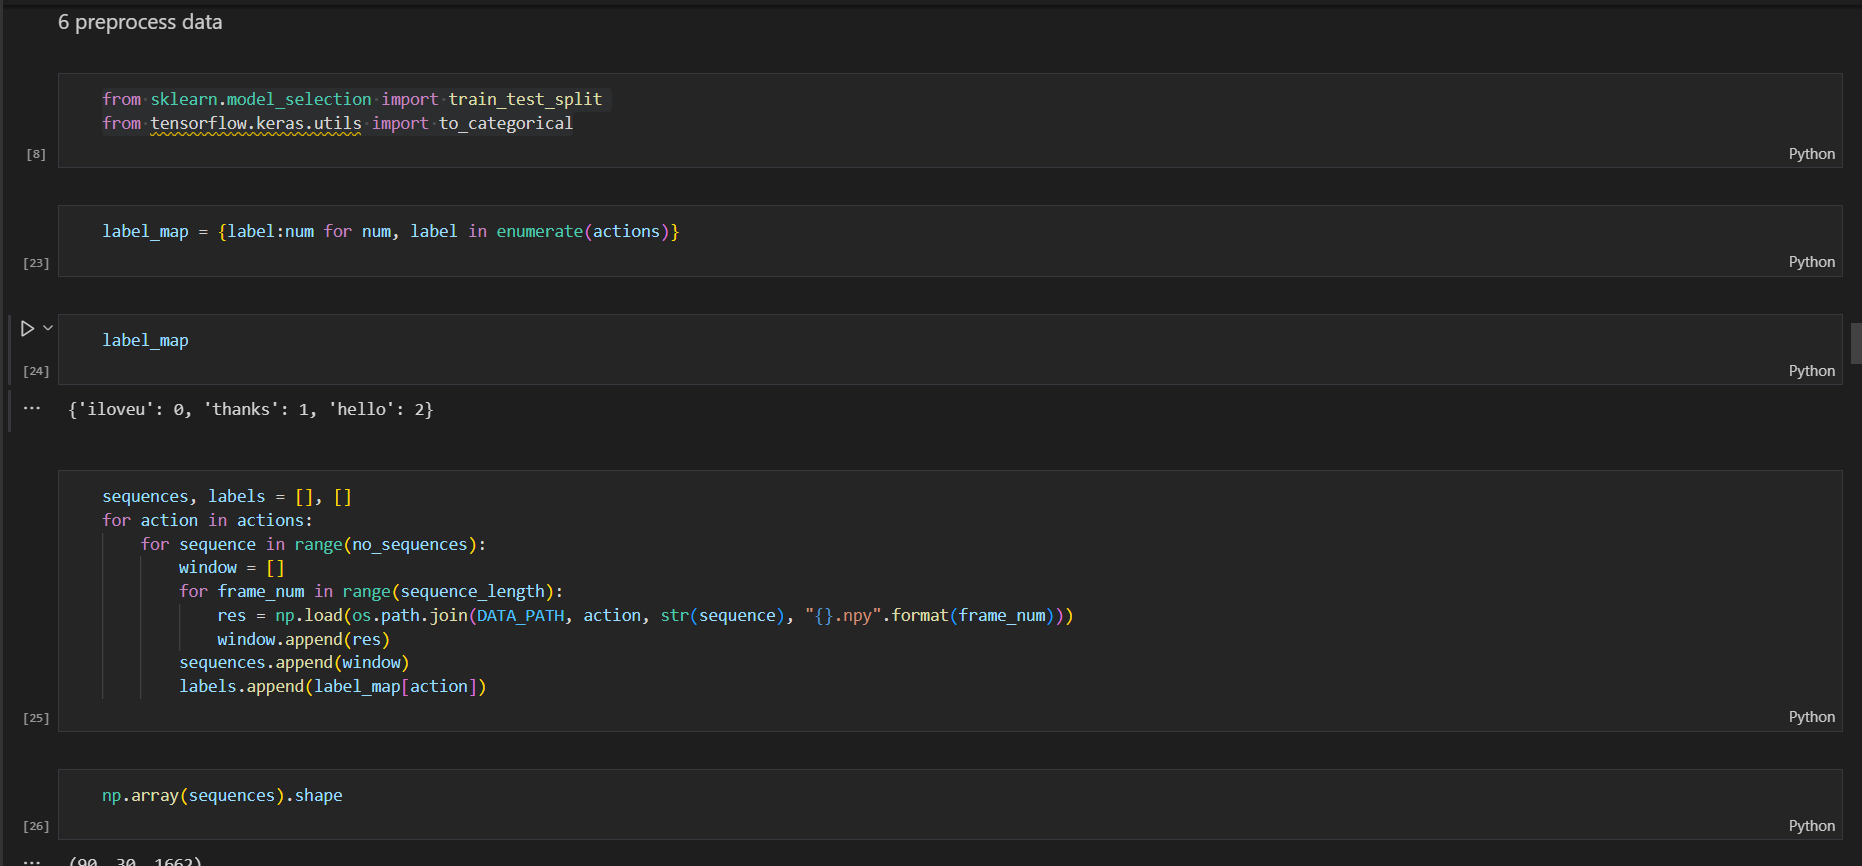 6 preprocess data
from sklearn.model_selection import train_test_split
from tensorflow.keras.utils import to_categorical
[8]
Python
label_map = {label:num for num, label in enumerate(actions)}
[23]
Python
label_map
[24]
Python
{'iloveu': 0, 'thanks': 1, 'hello': 2}
sequences, labels = [], []
for action in actions:
    for sequence in range(no_sequences):
        window = []
        for frame_num in range(sequence_length):
            res = np.load(os.path.join(DATA_PATH, action, str(sequence), "{}.npy".format(frame_num)))
            window.append(res)
        sequences.append(window)
        labels.append(label_map[action])
[25]
Python
np.array(sequences).shape
[26]
Python
(90, 30, 1662)